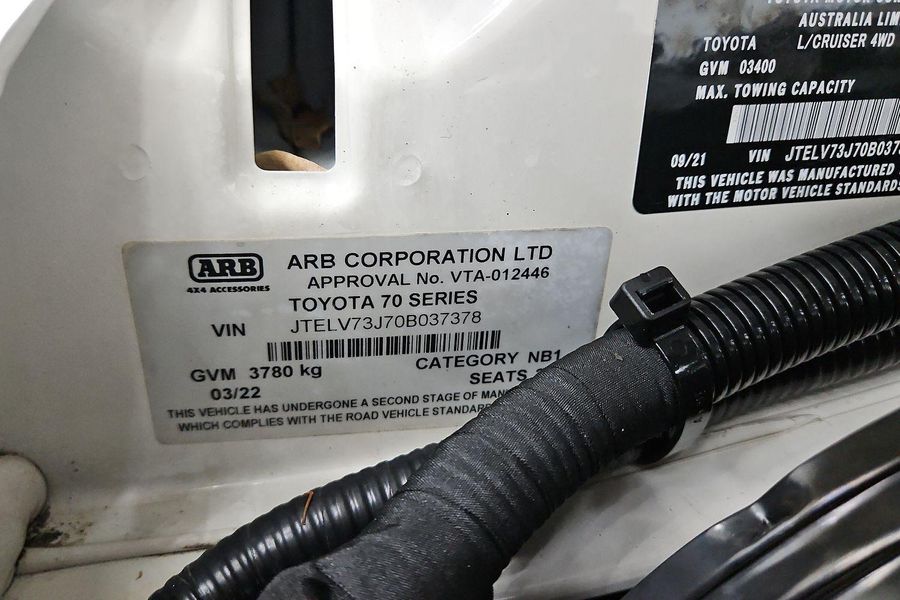 AUSTRALIA LIM
TOYOTA L/CRUISER 4WD
GVM 03400
MAX. TOWING CAPACITY
09/21 VIN JTELV73J70B0373
THIS VEHICLE WAS MANUFACTURED
WITH THE MOTOR VEHICLE STANDARDS
ARB
4X4 ACCESSORIES
ARB CORPORATION LTD
APPROVAL No. VTA-012446
TOYOTA 70 SERIES
VIN JTELV73J70B037378
GVM 3780 kg CATEGORY NB1
03/22 SEATS
THIS VEHICLE HAS UNDERGONE A SECOND STAGE OF MAN
WHICH COMPLIES WITH THE ROAD VEHICLE STANDAR